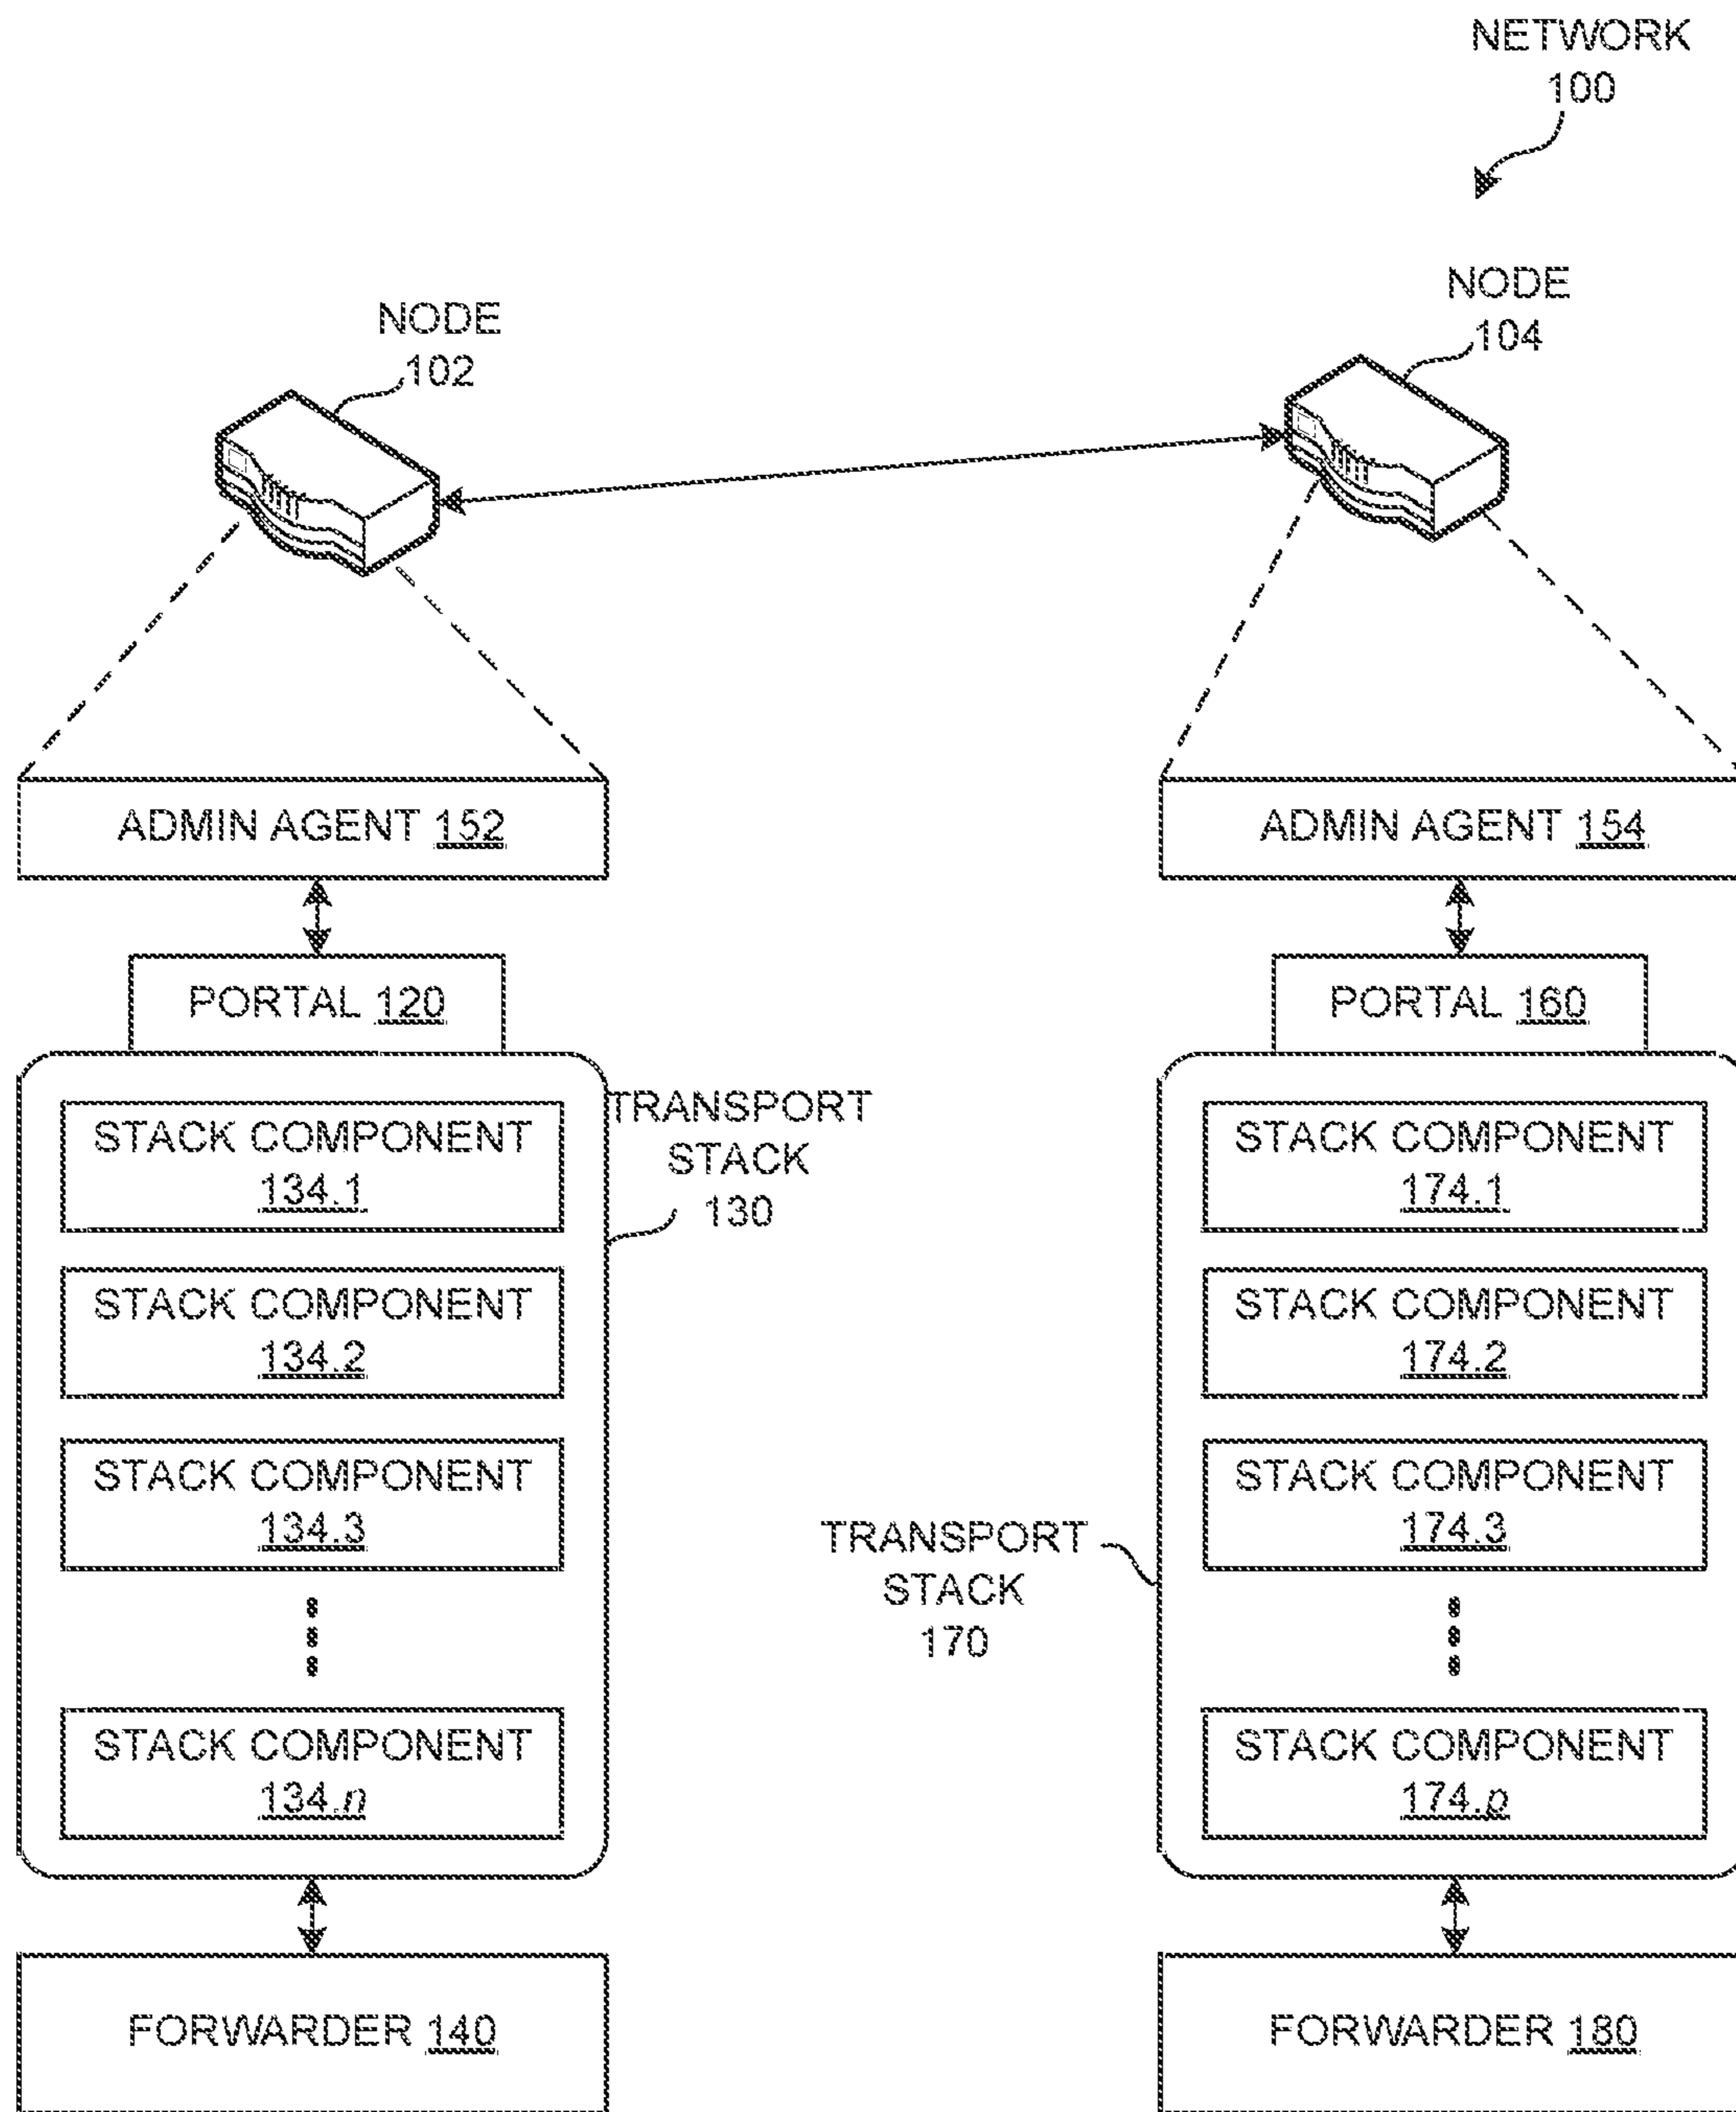 NETWORK
100
NODE
104
NODE
102
ADMIN AGENT 152
ADMIN AGENT 154
PORTAL 120
PORTAL 160
TRANSPORT
STACK
130
STACK COMPONENT
134.1
STACK COMPONENT
134.2
STACK COMPONENT
134.3
STACK COMPONENT
134.n
STACK COMPONENT
174.1
STACK COMPONENT
174.2
STACK COMPONENT
174.3
STACK COMPONENT
174.p
TRANSPORT
STACK
170
FORWARDER 140
FORWARDER 180